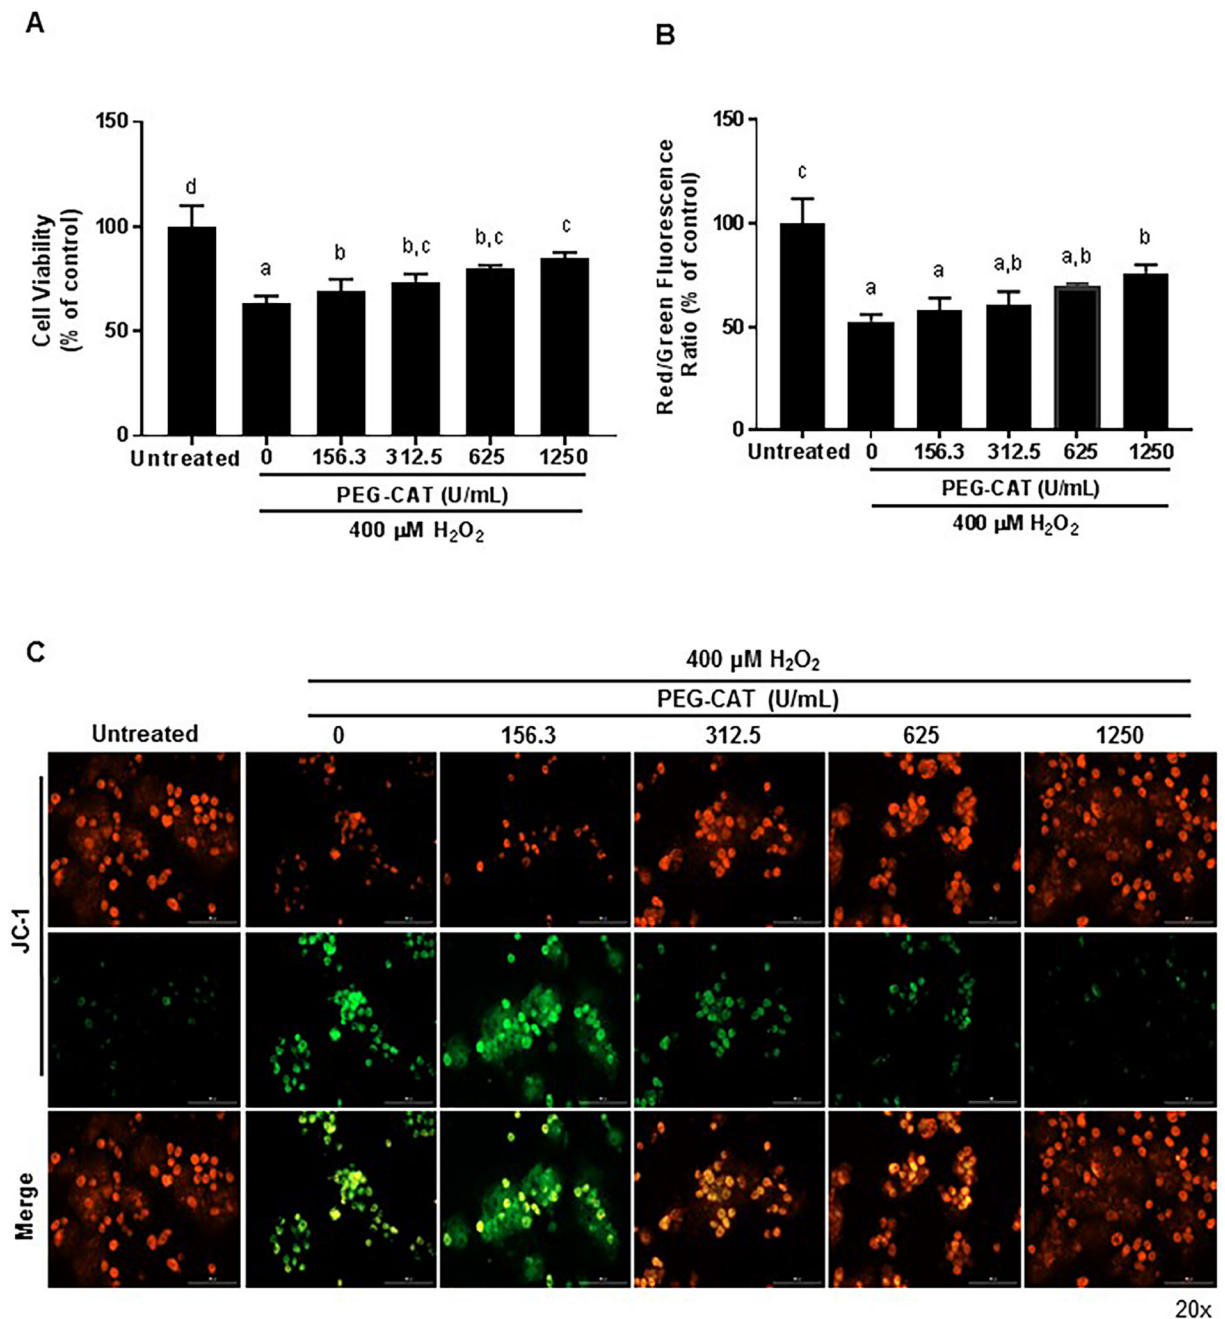 A
150
100
50
0
Cell Viability
(% of control)
d
a
b
b,c
b,c
c
Untreated 0 156.3 312.5 625 1250
PEG-CAT (U/mL)
400 µM H₂O₂
B
150
100
50
0
Red/Green Fluorescence
Ratio (% of control)
c
a
a
a,b
a,b
b
Untreated 0 156.3 312.5 625 1250
PEG-CAT (U/mL)
400 µM H₂O₂
C
400 µM H₂O₂
PEG-CAT (U/mL)
Untreated 0 156.3 312.5 625 1250
JC-1
Merge
20x